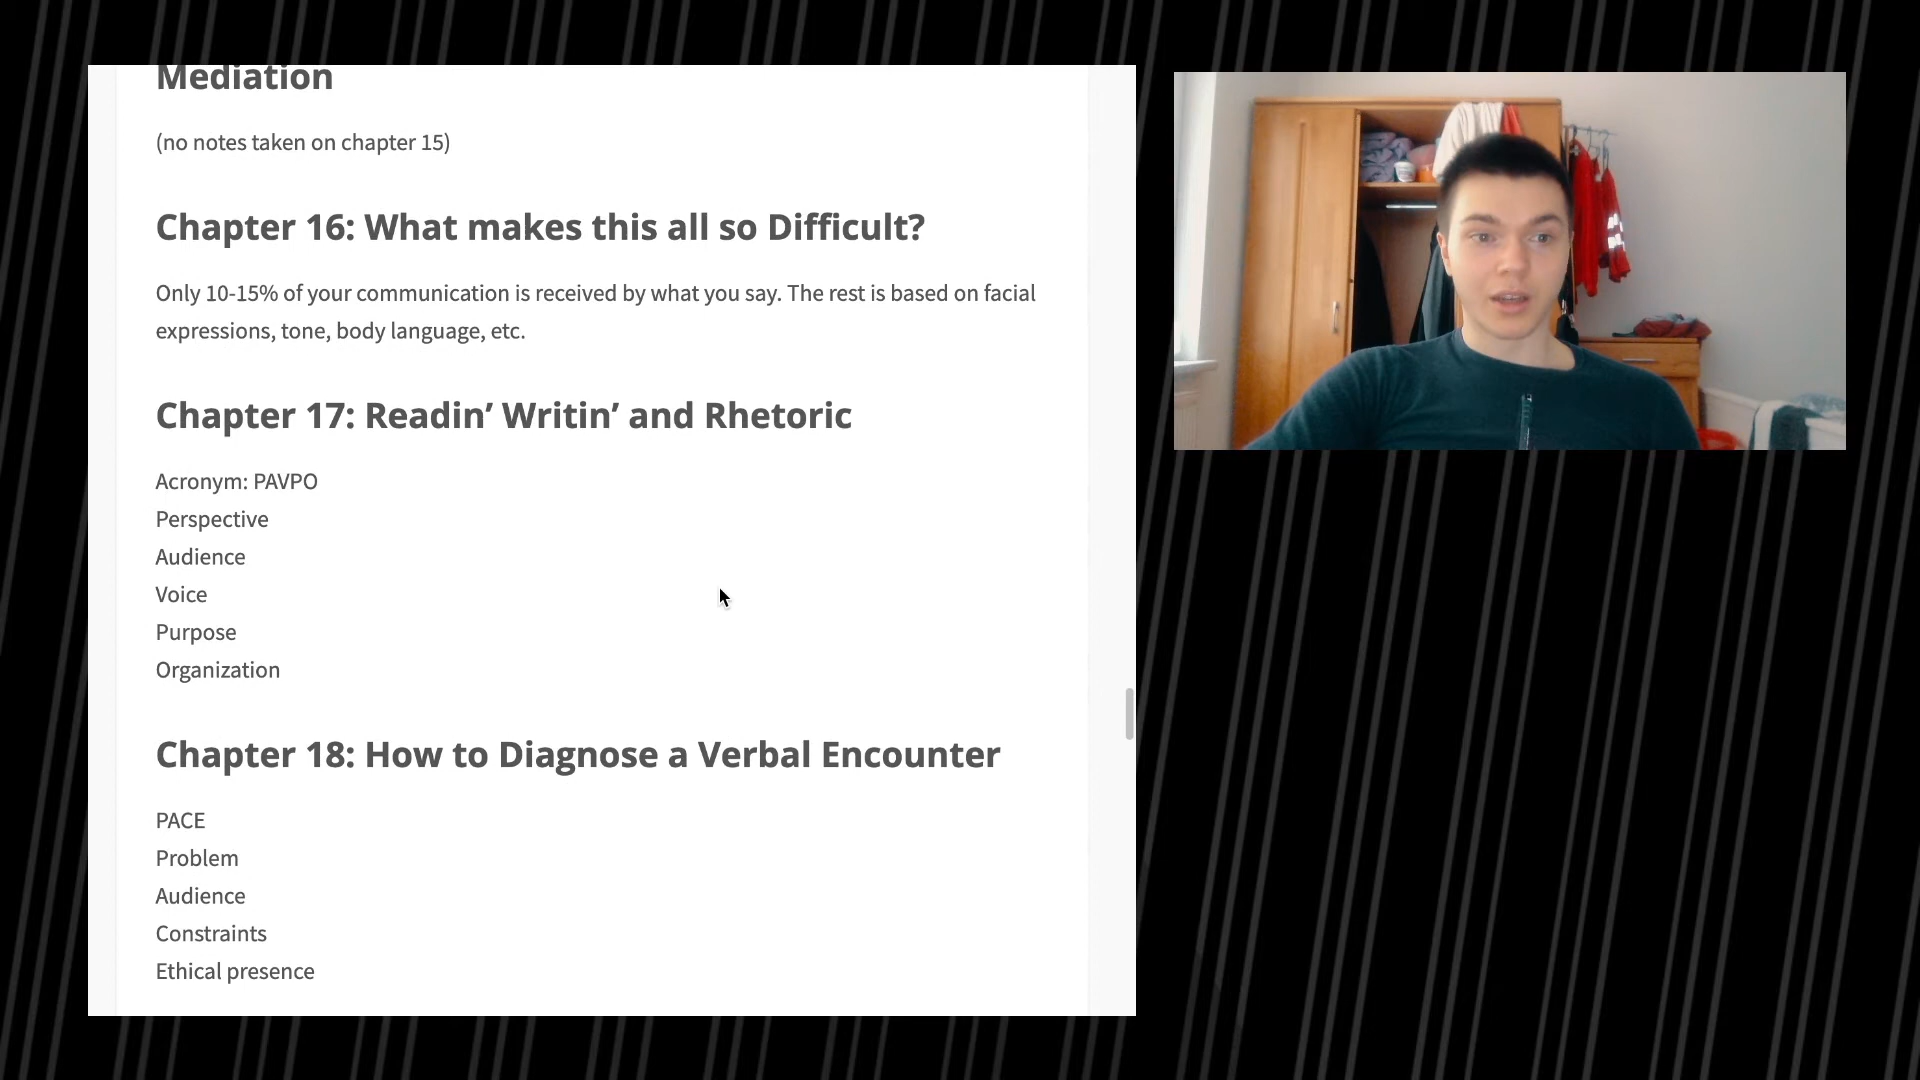 Mediation
(no notes taken on chapter 15)
Chapter 16: What makes this all so Difficult?
Only 10-15% of your communication is received by what you say. The rest is based on facial
expressions, tone, body language, etc.
Chapter 17: Readin’ Writin’ and Rhetoric
Acronym: PAVPO
Perspective
Audience
Voice
Purpose
Organization
Chapter 18: How to Diagnose a Verbal Encounter
PACE
Problem
Audience
Constraints
Ethical presence